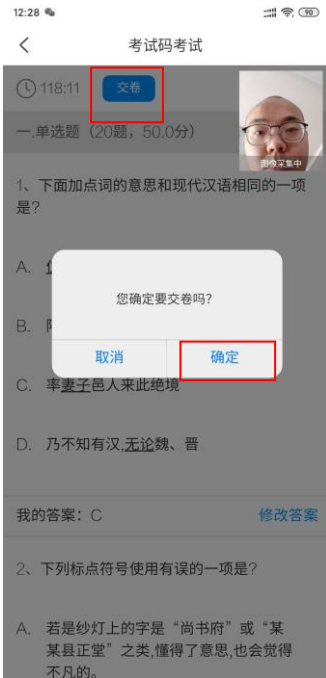 12:28
90
考试码考试
118:11
交卷
一.单选题（20题，50.0分）
图像采集中
1、下面加点词的意思和现代汉语相同的一项
是？
A.
您确定要交卷吗？
B.
取消
确定
C. 率妻子邑人来此绝境
D. 乃不知有汉,无论魏、晋
我的答案：C
修改答案
2、下列标点符号使用有误的一项是？
A. 若是纱灯上的字是“尚书府”或“某
某县正堂”之类,懂得了意思,也会觉得
不凡的。